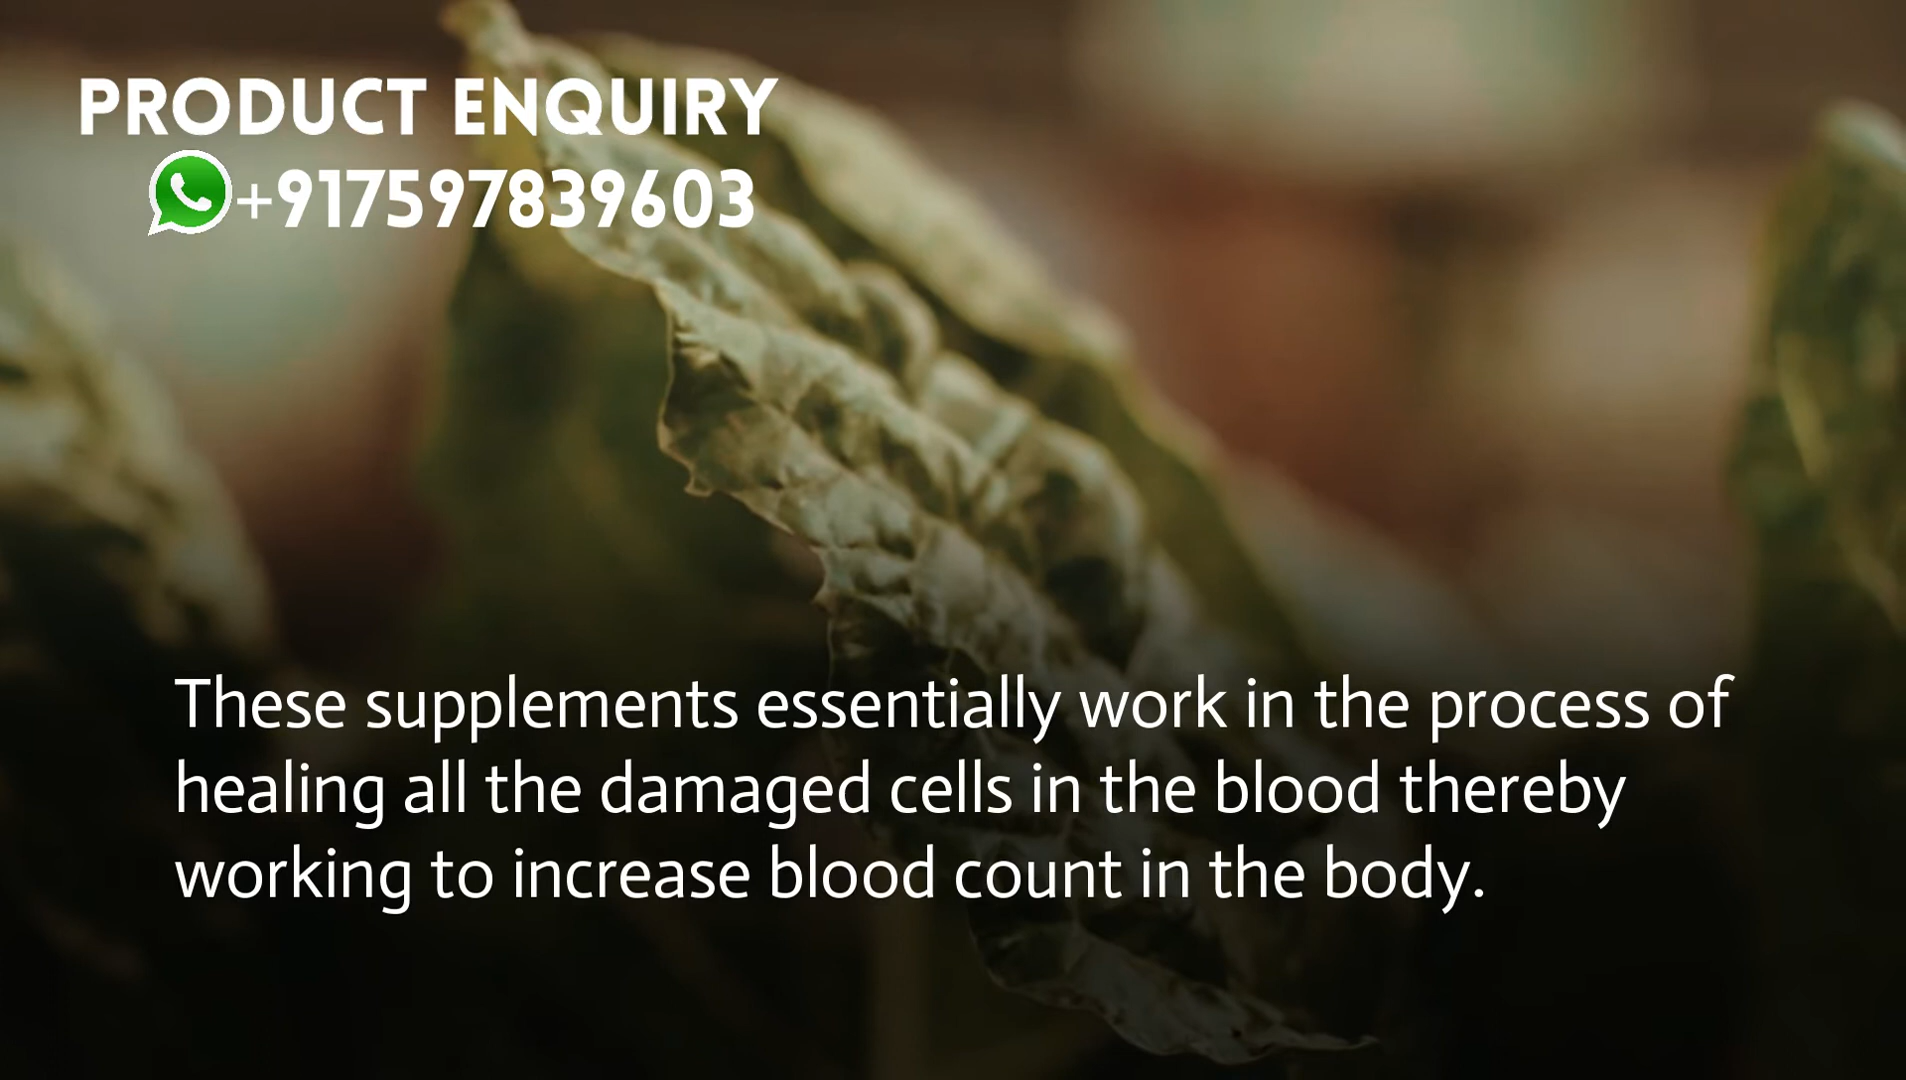 PRODUCT ENQUIRY
+917597839603
These supplements essentially work in the process of
healing all the damaged cells in the blood thereby
working to increase blood count in the body.